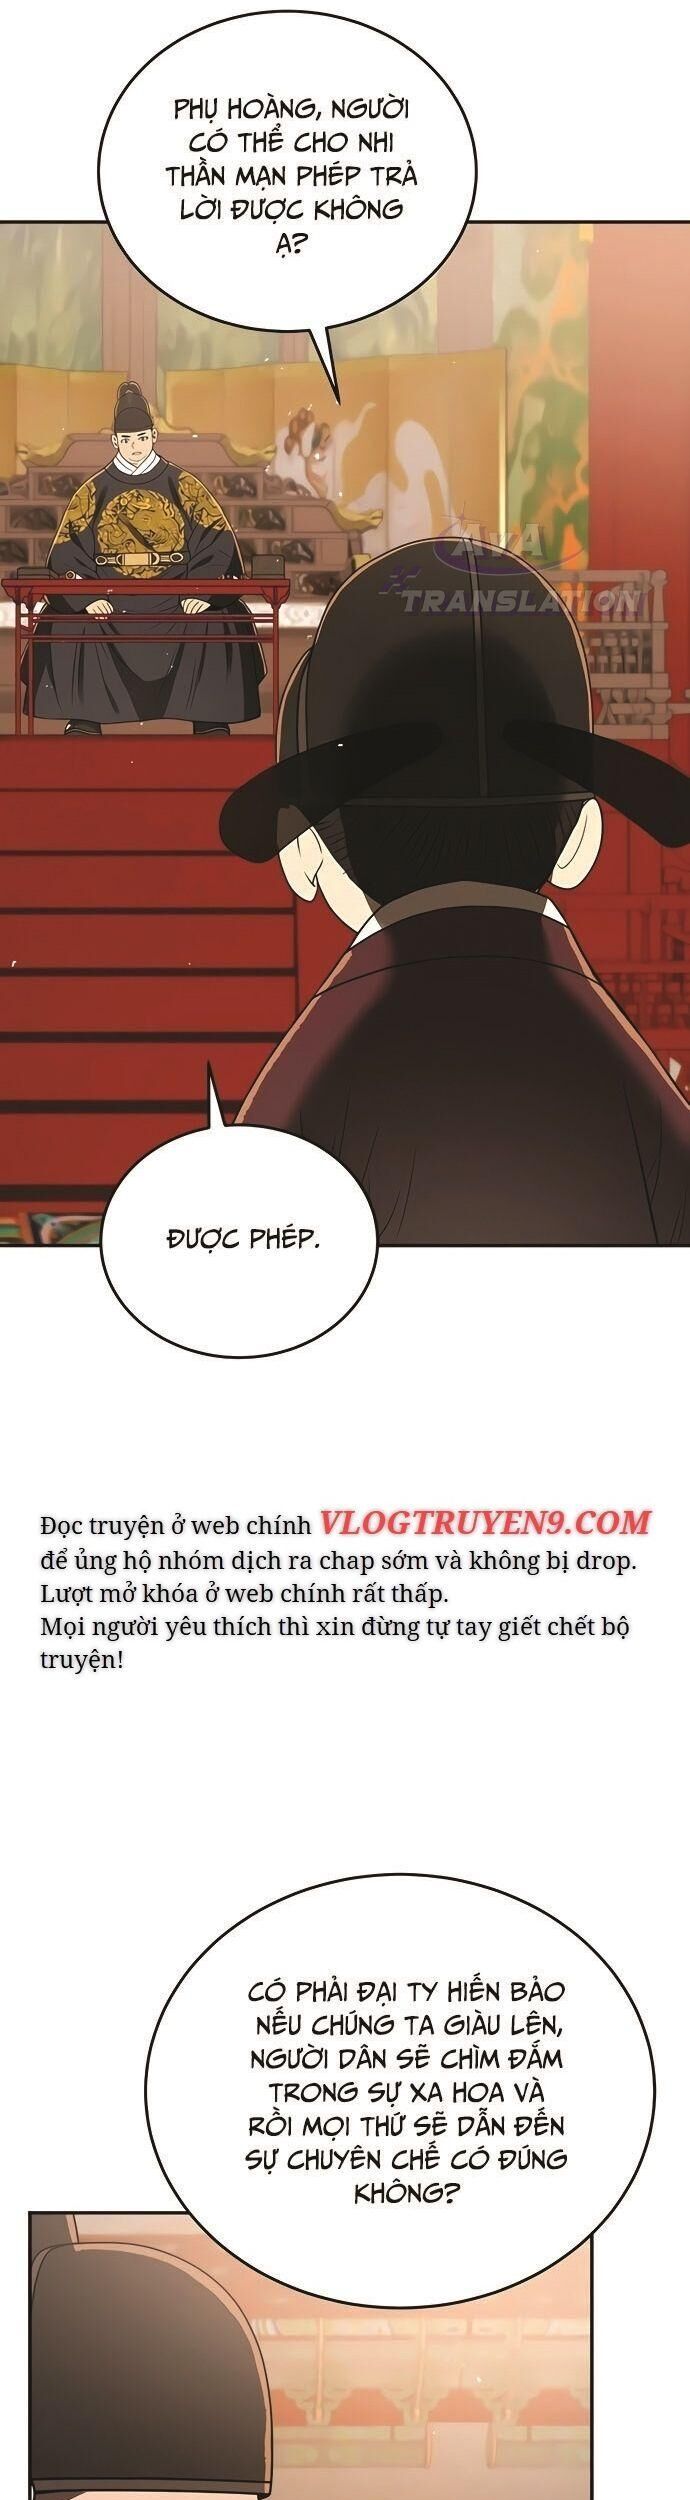 PHỤ HOÀNG, NGƯỜI
CÓ THỂ CHO NHI
THẦN MẠN PHÉP TRẢ
LỜI ĐƯỢC KHÔNG
Ạ?
AVA
TRANSLATION
ĐƯỢC PHÉP.
Đọc truyện ở web chính VLOGTRUYEN9.COM
để ủng hộ nhóm dịch ra chap sớm và không bị drop.
Lượt mở khóa ở web chính rất thấp.
Mọi người yêu thích thì xin đừng tự tay giết chết bộ
truyện!
CÓ PHẢI ĐẠI TY HIẾN BẢO
NẾU CHÚNG TA GIÀU LÊN,
NGƯỜI DÂN SẼ CHÌM ĐẮM
TRONG SỰ XA HOA VÀ
RỒI MỌI THỨ SẼ DẪN ĐẾN
SỰ CHUYÊN CHẾ CÓ ĐÚNG
KHÔNG?